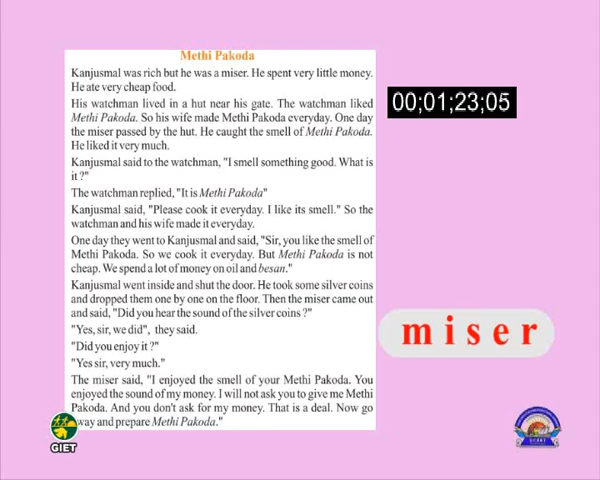 Methi Pakoda
Kanjusmal was rich but he was a miser. He spent very little money.
He ate very cheap food.
His watchman lived in a hut near his gate. The watchman liked
Methi Pakoda. So his wife made Methi Pakoda everyday. One day
the miser passed by the hut. He caught the smell of Methi Pakoda.
He liked it very much.
Kanjusmal said to the watchman, "I smell something good. What is
it ?"
The watchman replied, "It is Methi Pakoda"
Kanjusmal said, "Please cook it everyday. I like its smell." So the
watchman and his wife made it everyday.
One day they went to Kanjusmal and said, "Sir, you like the smell of
Methi Pakoda. So we cook it everyday. But Methi Pakoda is not
cheap. We spend a lot of money on oil and besan."
Kanjusmal went inside and shut the door. He took some silver coins
and dropped them one by one on the floor. Then the miser came out
and said, "Did you hear the sound of the silver coins ?"
"Yes, sir, we did", they said.
"Did you enjoy it ?"
"Yes sir, very much."
The miser said, "I enjoyed the smell of your Methi Pakoda. You
enjoyed the sound of my money. I will not ask you to give me Methi
Pakoda. And you don't ask for my money. That is a deal. Now go
way and prepare Methi Pakoda."
00;01;23;05
miser
GIET